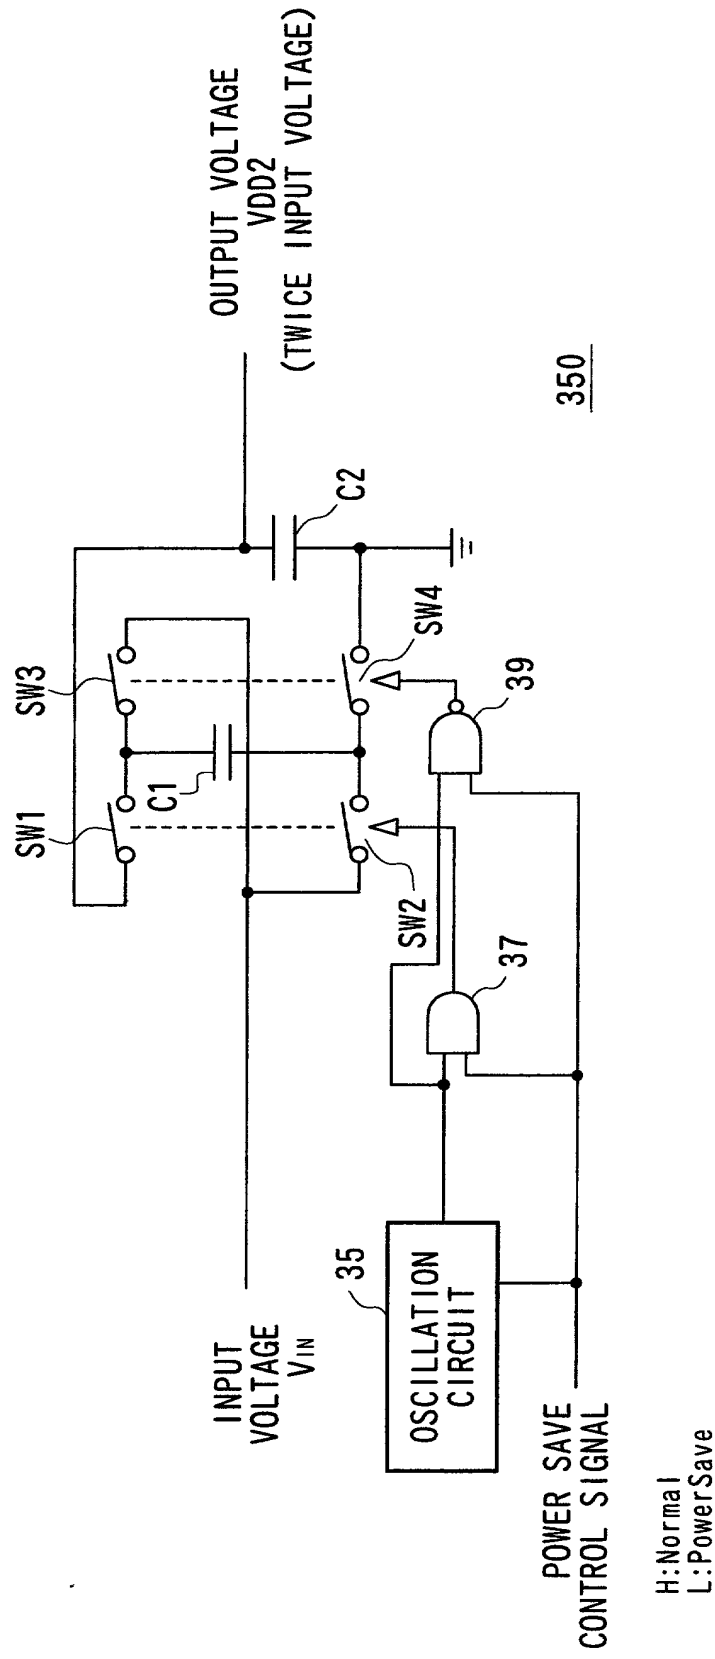 SW1
SW3
C1
C2
OUTPUT VOLTAGE
VDD2
(TWICE INPUT VOLTAGE)
INPUT
VOLTAGE
VIN
SW2
SW4
35
OSCILLATION
CIRCUIT
37
39
350
POWER SAVE
CONTROL SIGNAL
H:Normal
L:PowerSave